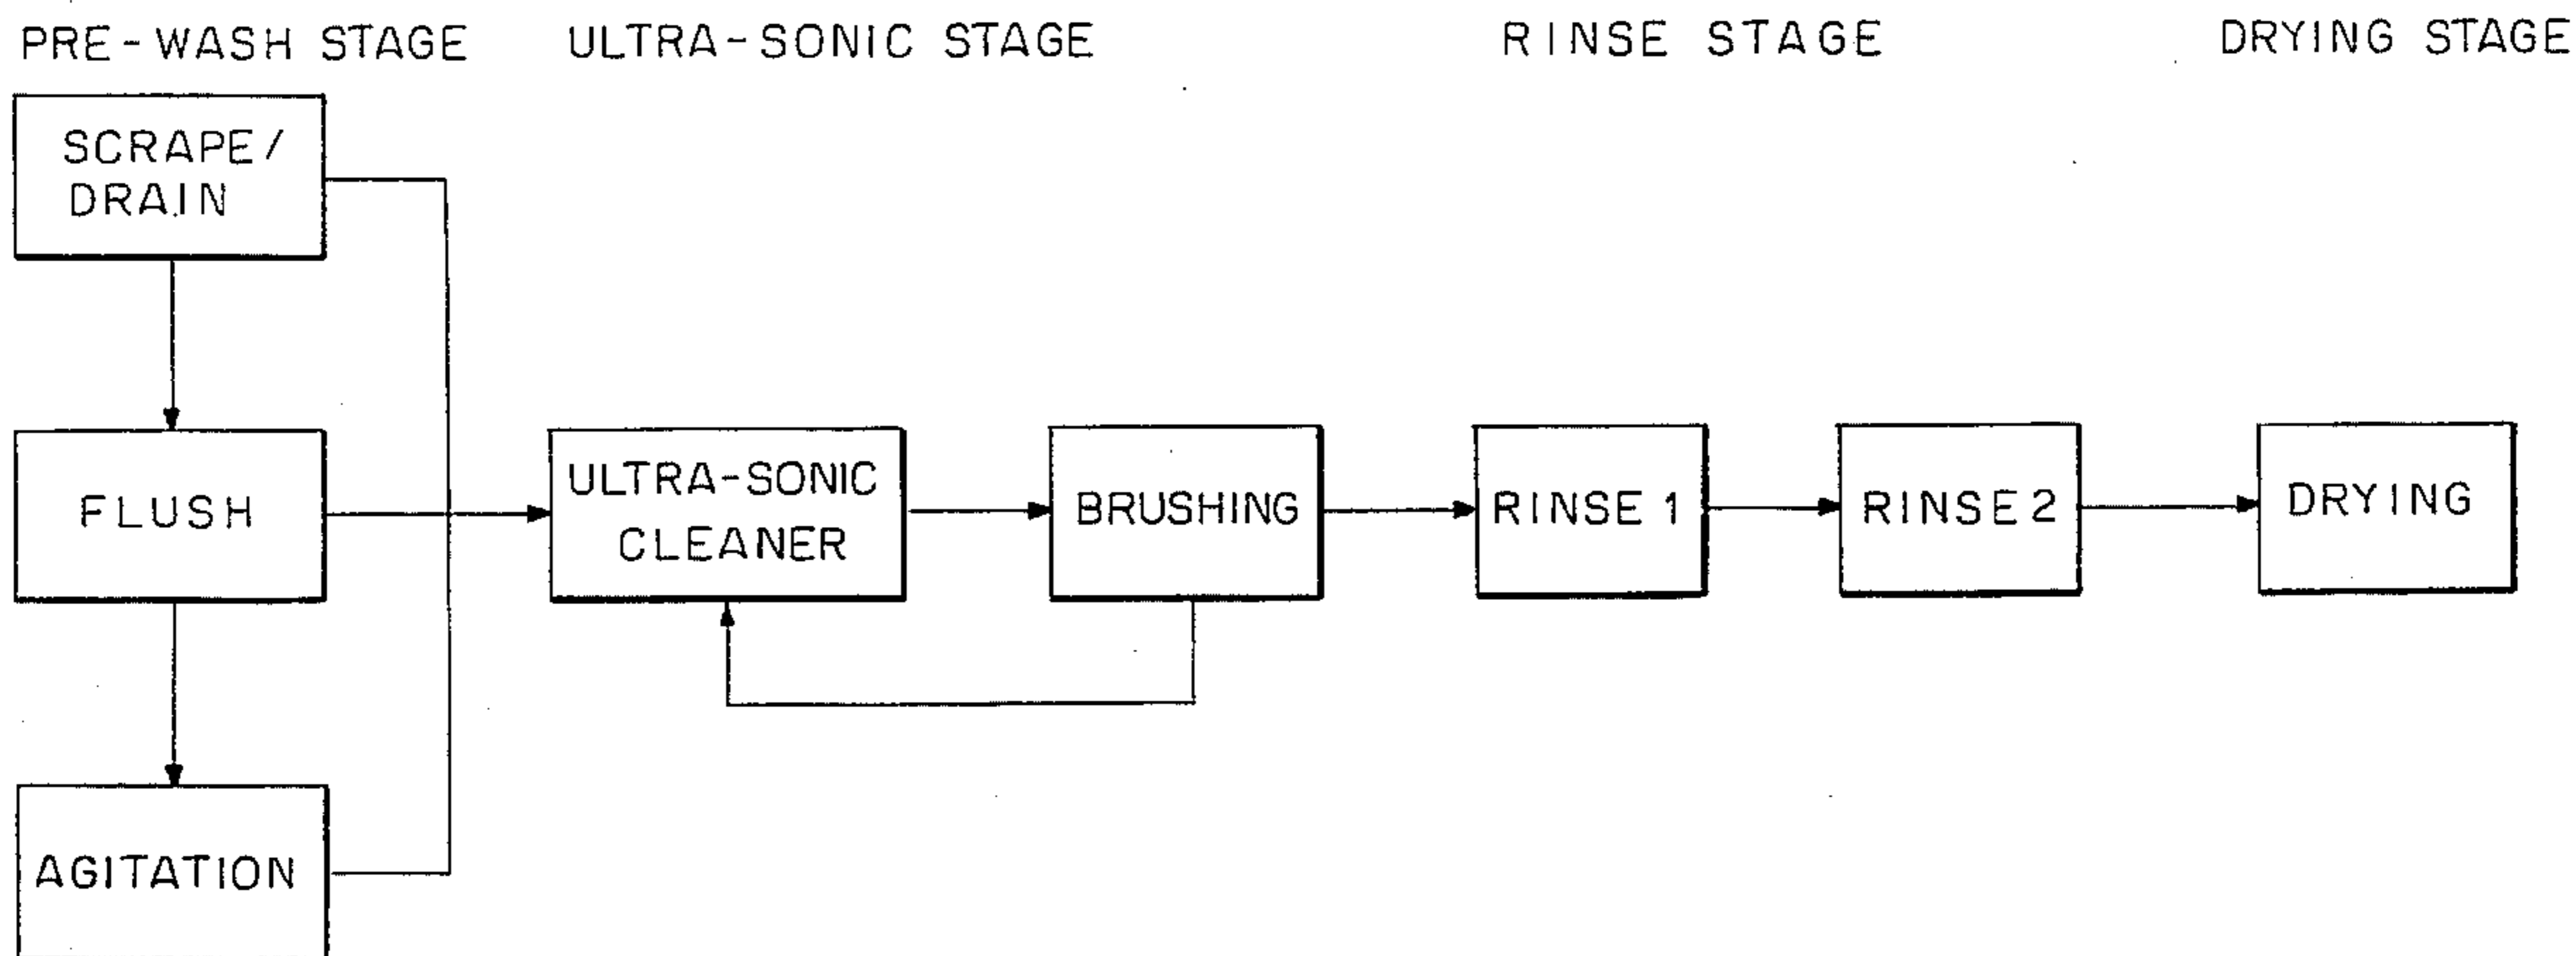 PRE-WASH STAGE
ULTRA-SONIC STAGE
RINSE STAGE
DRYING STAGE
SCRAPE/
DRAIN
FLUSH
AGITATION
ULTRA-SONIC
CLEANER
BRUSHING
RINSE 1
RINSE 2
DRYING